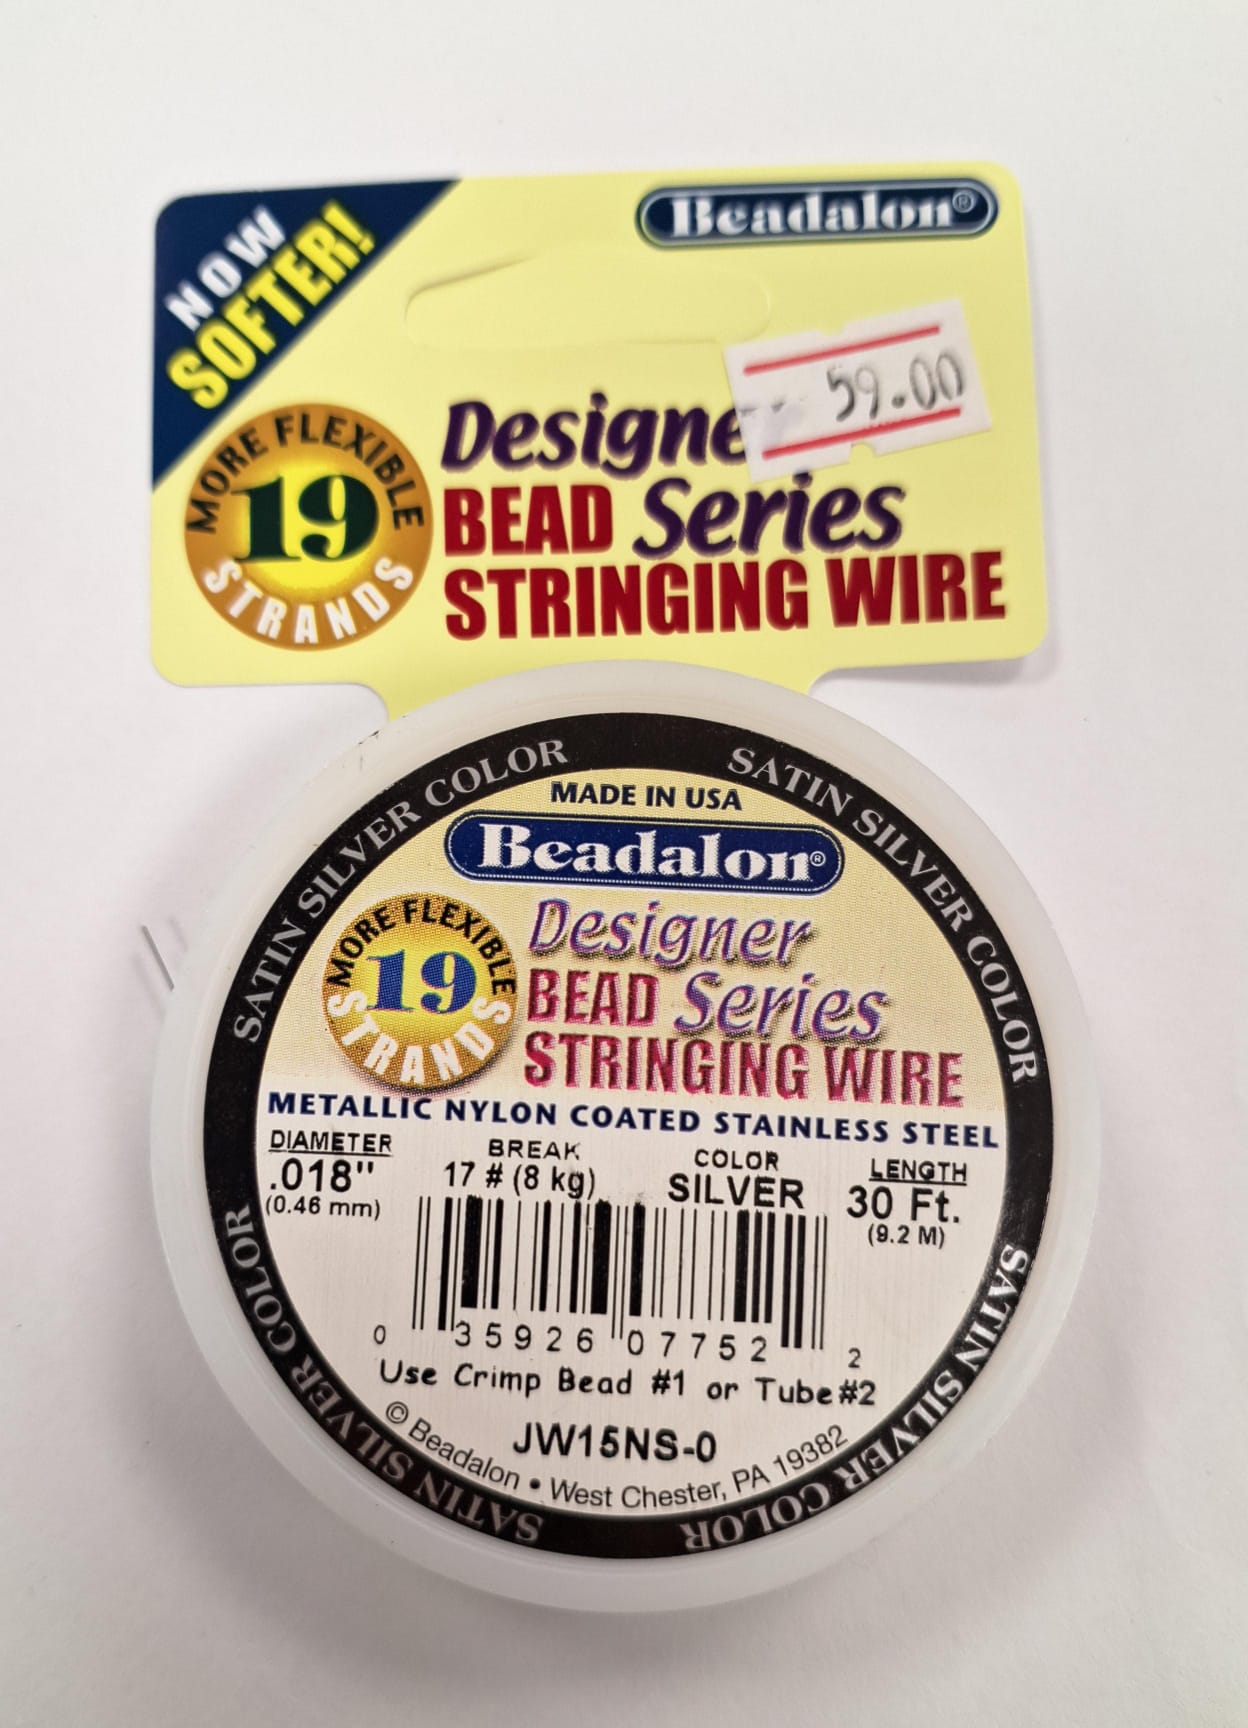 NOW
SOFTER!
Beadalon®
59.00
MORE FLEXIBLE
19
STRANDS
Designe
BEAD Series
STRINGING WIRE
SATIN SILVER COLOR
SATIN SILVER COLOR
MADE IN USA
Beadalon®
MORE FLEXIBLE
19
STRANDS
Designer
BEAD Series
STRINGING WIRE
METALLIC NYLON COATED STAINLESS STEEL
DIAMETER BREAK COLOR LENGTH
.018" 17 # (8 kg) SILVER 30 Ft.
(0.46 mm) (9.2 M)
0 35926 07752 2
Use Crimp Bead #1 or Tube #2
JW15NS-0
© Beadalon • West Chester, PA 19382
SATIN SILVER COLOR
SATIN SILVER COLOR